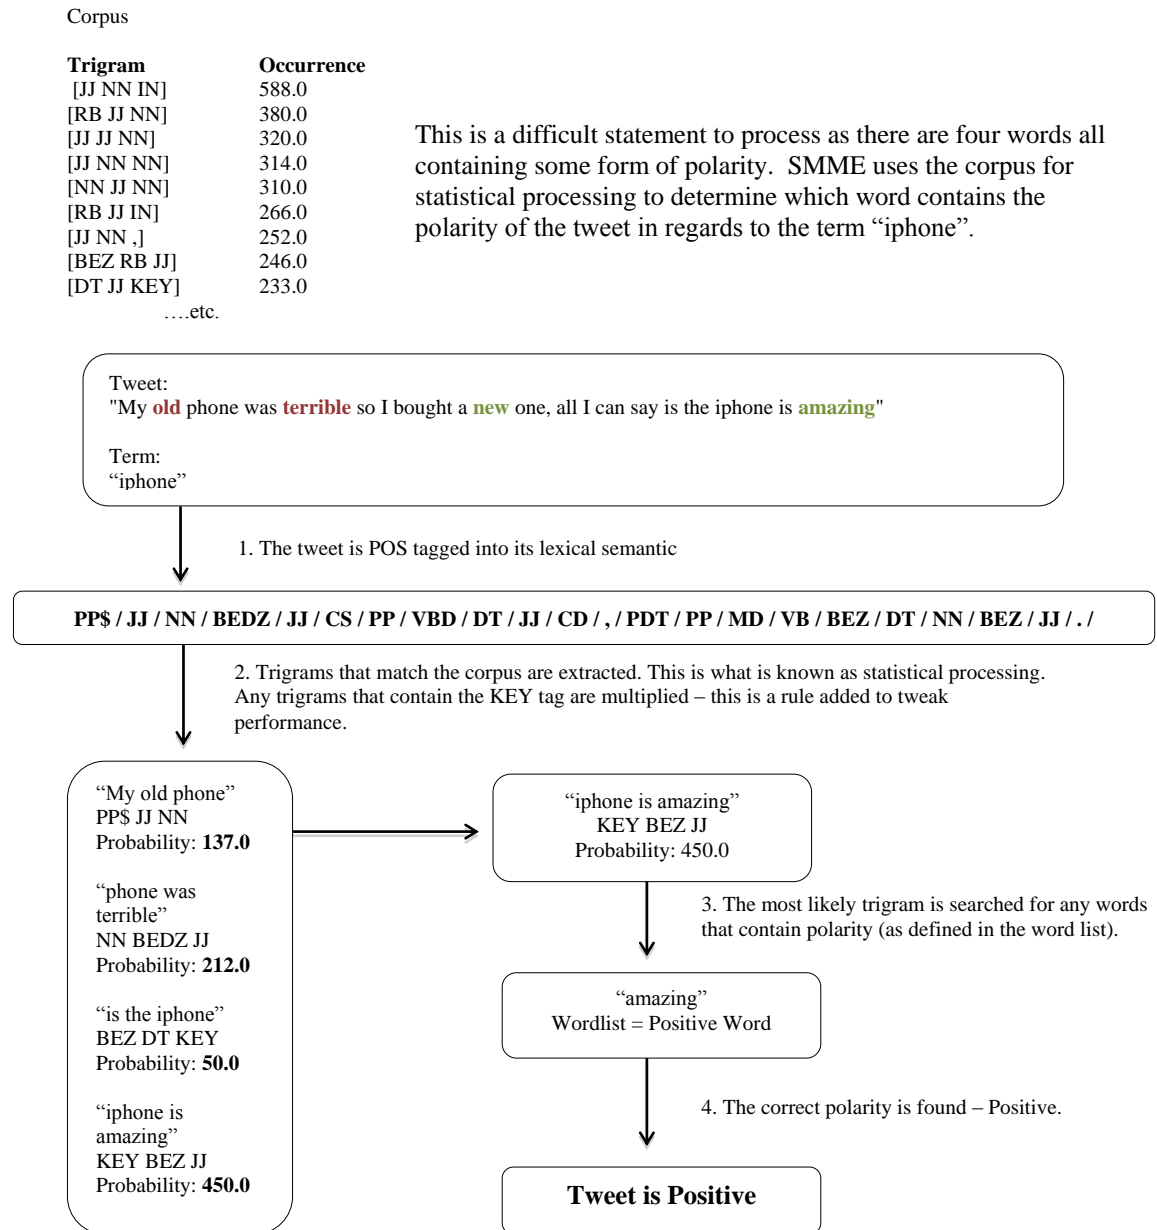 Corpus
Trigram Occurrence
[JJ NN IN] 588.0
[RB JJ NN] 380.0
[JJ JJ NN] 320.0
[JJ NN NN] 314.0
[NN JJ NN] 310.0
[RB JJ IN] 266.0
[JJ NN ,] 252.0
[BEZ RB JJ] 246.0
[DT JJ KEY] 233.0
….etc.
This is a difficult statement to process as there are four words all
containing some form of polarity. SMME uses the corpus for
statistical processing to determine which word contains the
polarity of the tweet in regards to the term “iphone”.
Tweet:
"My old phone was terrible so I bought a new one, all I can say is the iphone is amazing"
Term:
“iphone”
1. The tweet is POS tagged into its lexical semantic
PP$ / JJ / NN / BEDZ / JJ / CS / PP / VBD / DT / JJ / CD / , / PDT / PP / MD / VB / BEZ / DT / NN / BEZ / JJ / . /
2. Trigrams that match the corpus are extracted. This is what is known as statistical processing.
Any trigrams that contain the KEY tag are multiplied – this is a rule added to tweak
performance.
“My old phone”
PP$ JJ NN
Probability: 137.0
“phone was
terrible”
NN BEDZ JJ
Probability: 212.0
“is the iphone”
BEZ DT KEY
Probability: 50.0
“iphone is
amazing”
KEY BEZ JJ
Probability: 450.0
“iphone is amazing”
KEY BEZ JJ
Probability: 450.0
3. The most likely trigram is searched for any words
that contain polarity (as defined in the word list).
“amazing”
Wordlist = Positive Word
4. The correct polarity is found – Positive.
Tweet is Positive